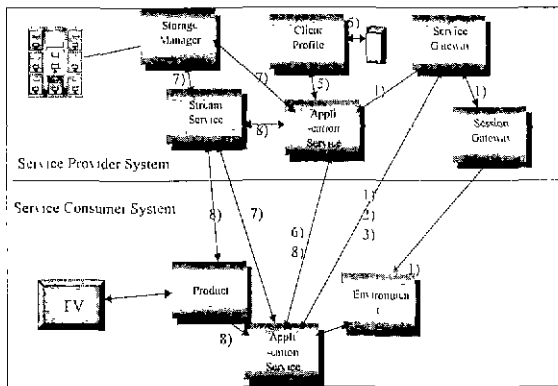 Storage
Manager
Client
Profile
5)
Service
Gateway
7)
7)
5)
1)
1)
Stream
Service
8)
Appli
cation
Service
Session
Gateway
Service Provider System
Service Consumer System
8)
7)
6)
8)
1)
2)
3)
1)
TV
Product
Environmen
t
8)
Appli
cation
Service